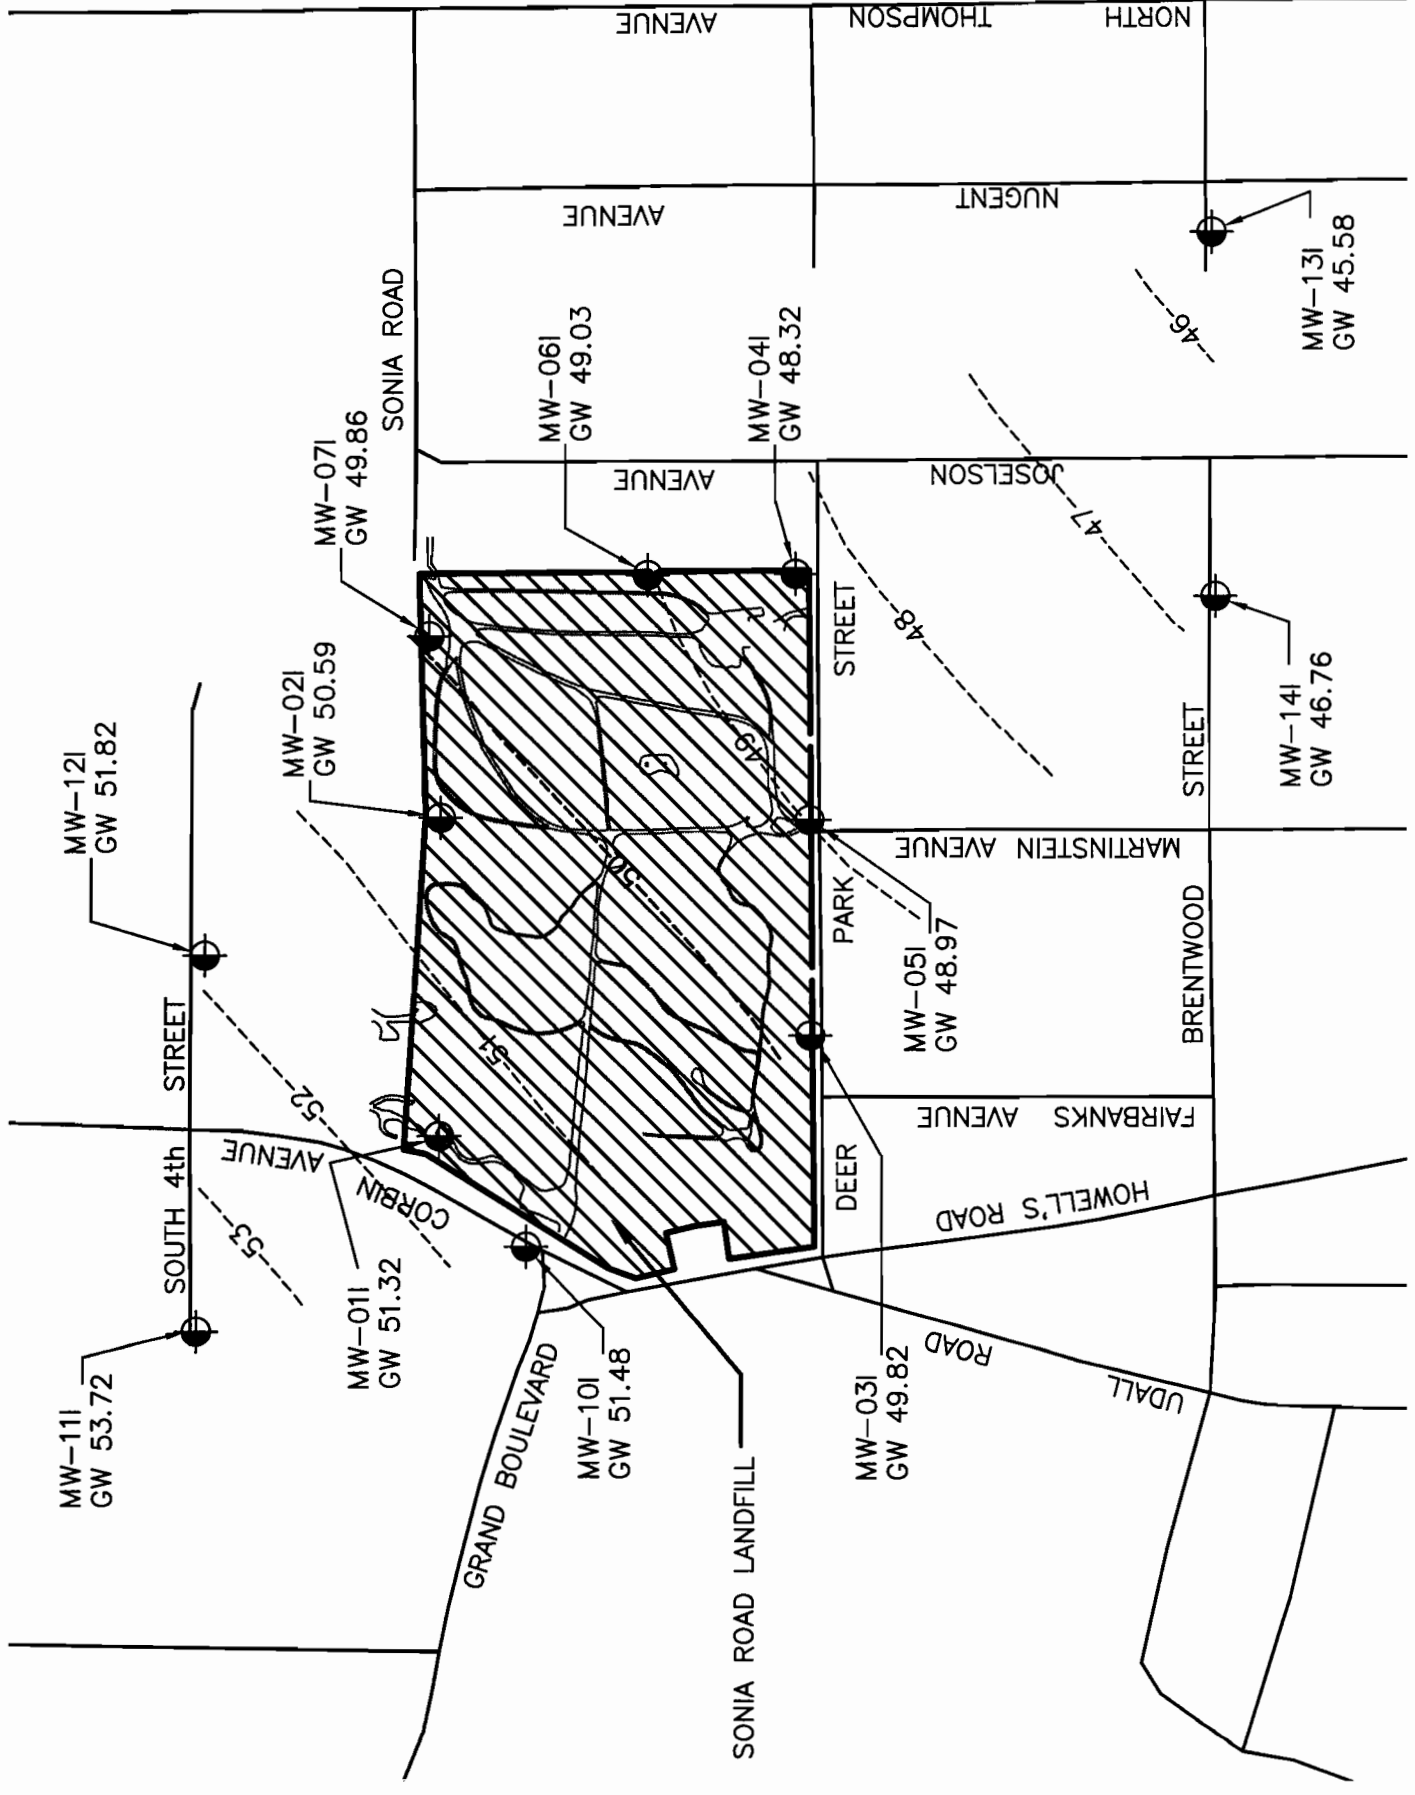 MW-11I
GW 53.72
SOUTH 4th STREET
MW-12I
GW 51.82
53
52
CORBIN
AVENUE
MW-01I
GW 51.32
MW-02I
GW 50.59
MW-07I
GW 49.86
SONIA ROAD
GRAND BOULEVARD
MW-10I
GW 51.48
51
50
49
MW-06I
GW 49.03
AVENUE
AVENUE
AVENUE
SONIA ROAD LANDFILL
MW-04I
GW 48.32
DEER
PARK
STREET
MW-03I
GW 49.82
MW-05I
GW 48.97
48
47
46
ROAD
UDALL
HOWELL'S ROAD
FAIRBANKS AVENUE
MARTINSTEIN AVENUE
JOSELSON
NUGENT
NORTH THOMPSON
BRENTWOOD
STREET
MW-14I
GW 46.76
MW-13I
GW 45.58